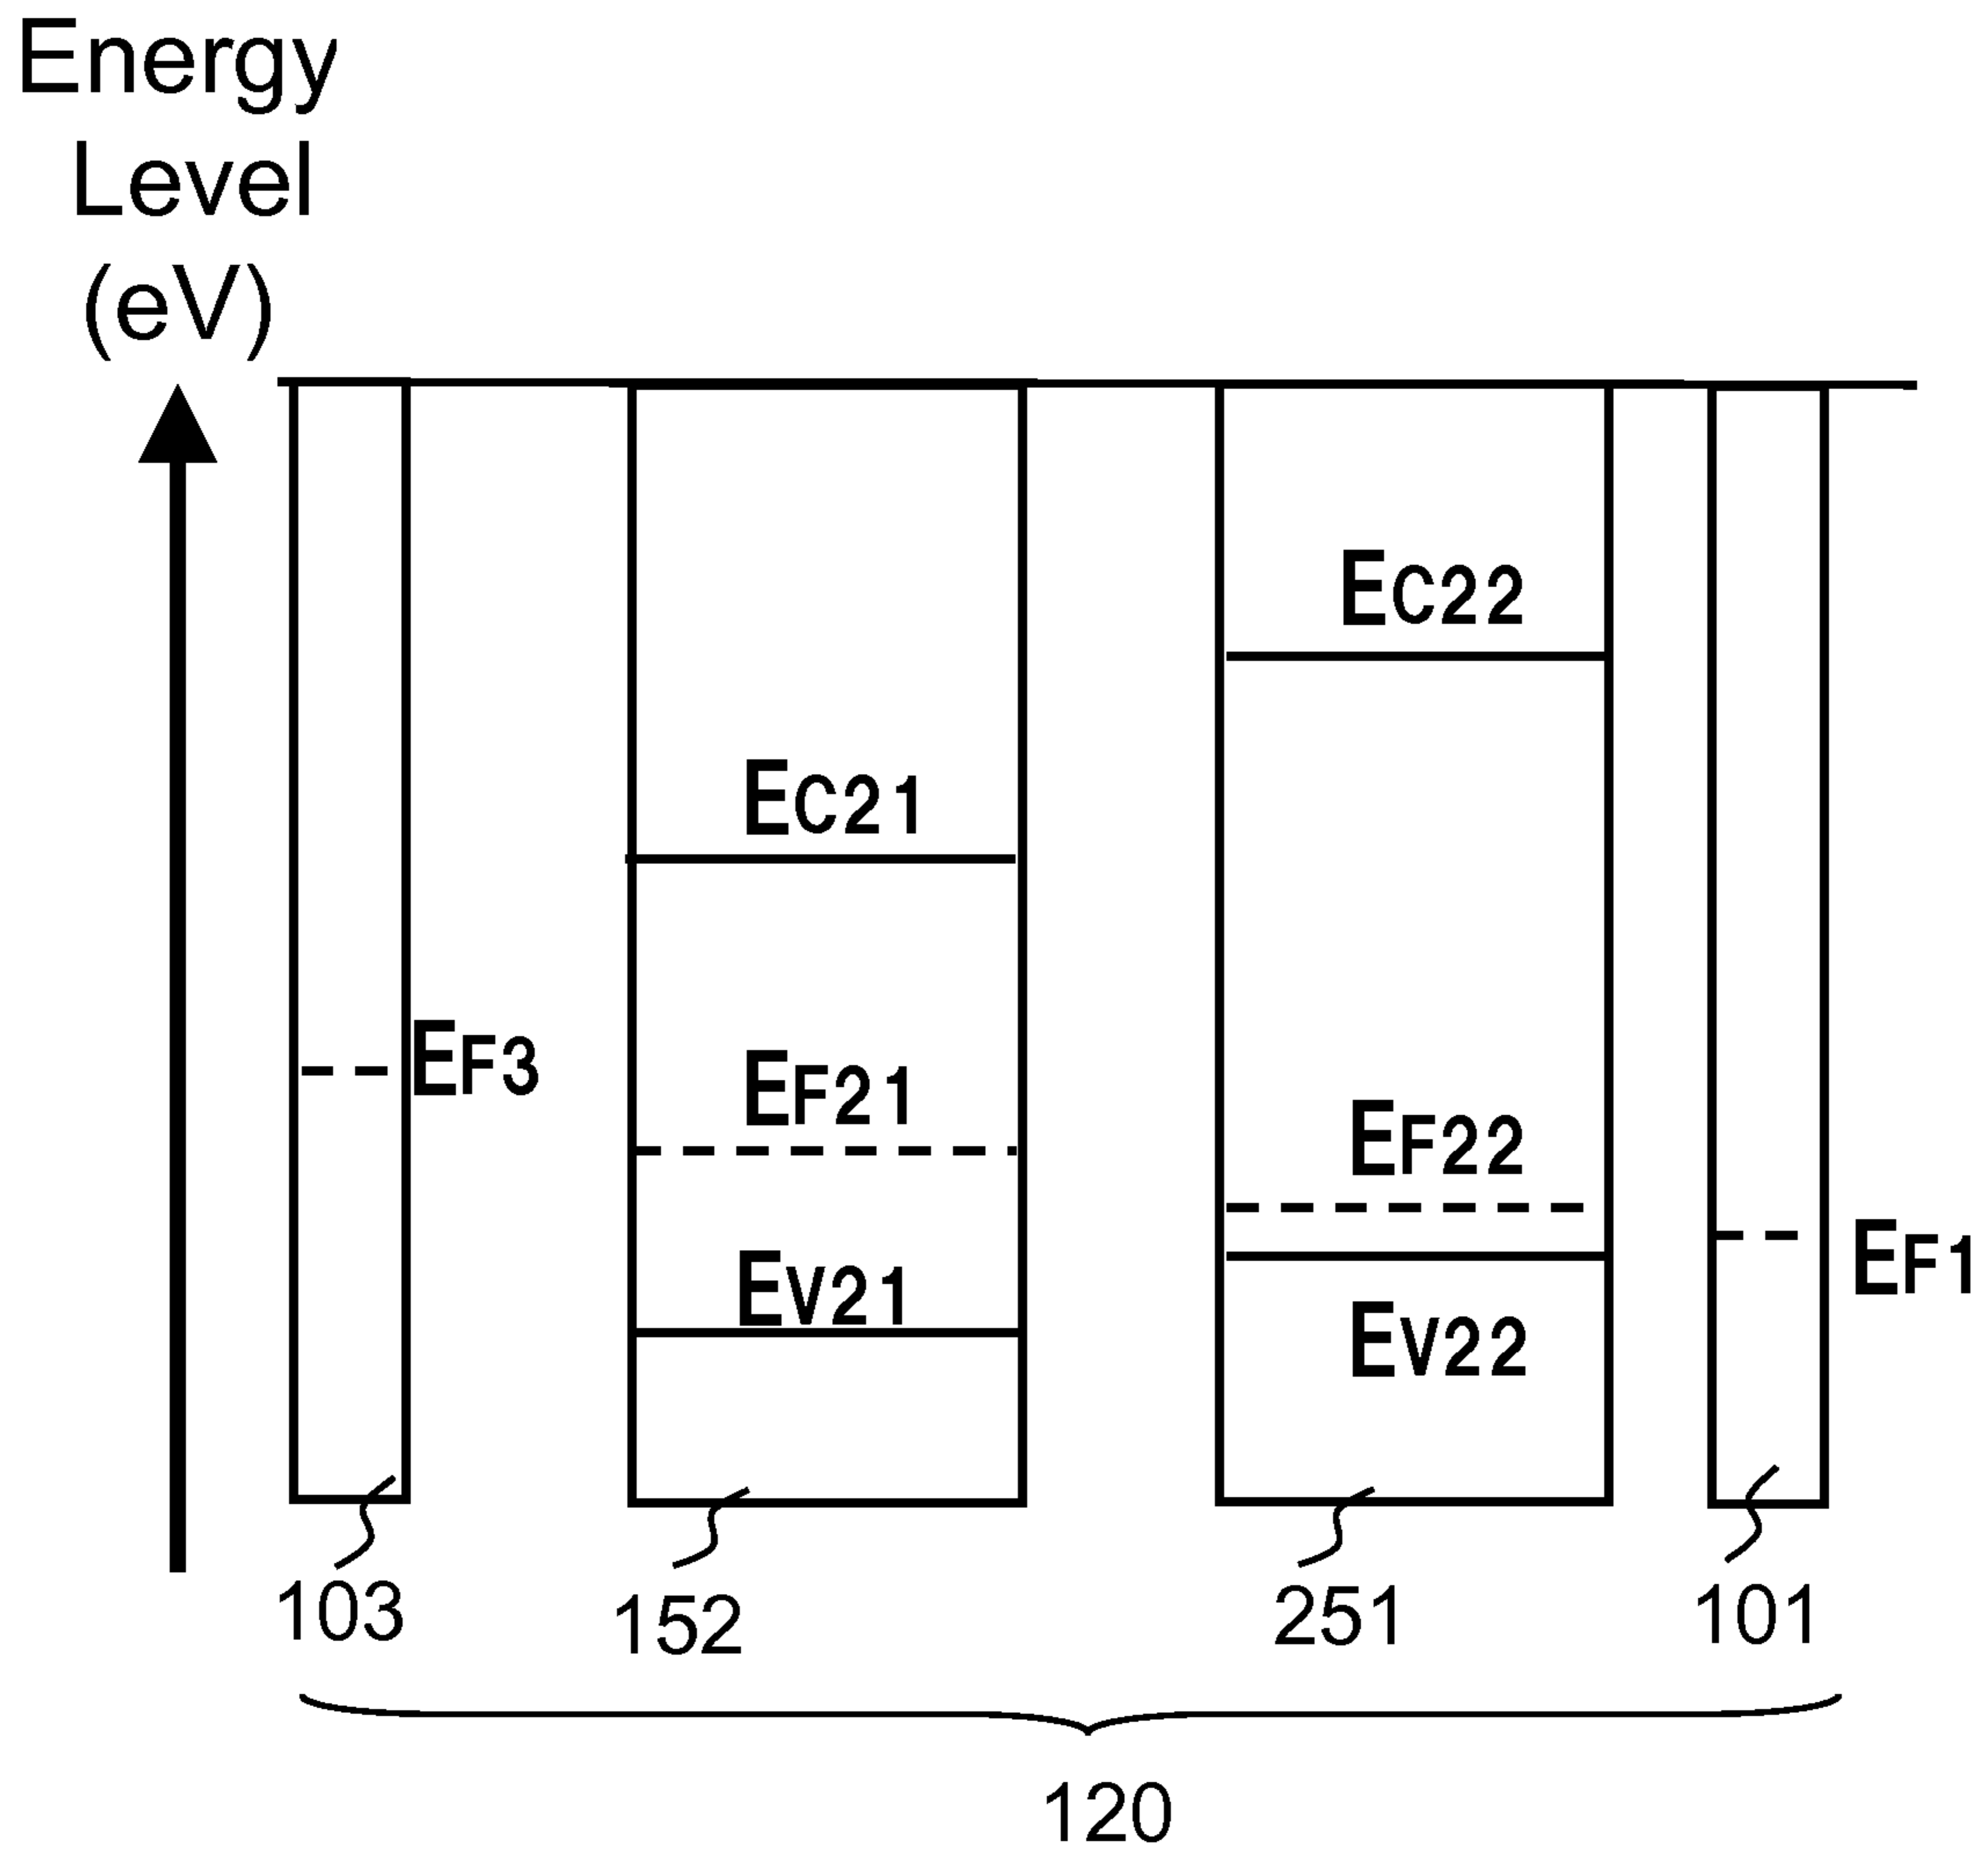 Energy
Level
(eV)
EC22
EC21
EF3
EF21
EF22
EF1
EV21
EV22
103
152
251
101
120